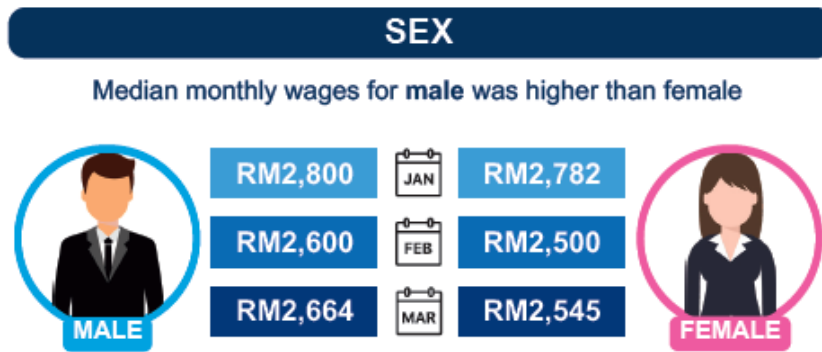 SEX
Median monthly wages for male was higher than female
RM2,800 JAN RM2,782
RM2,600 FEB RM2,500
RM2,664 MAR RM2,545
MALE FEMALE